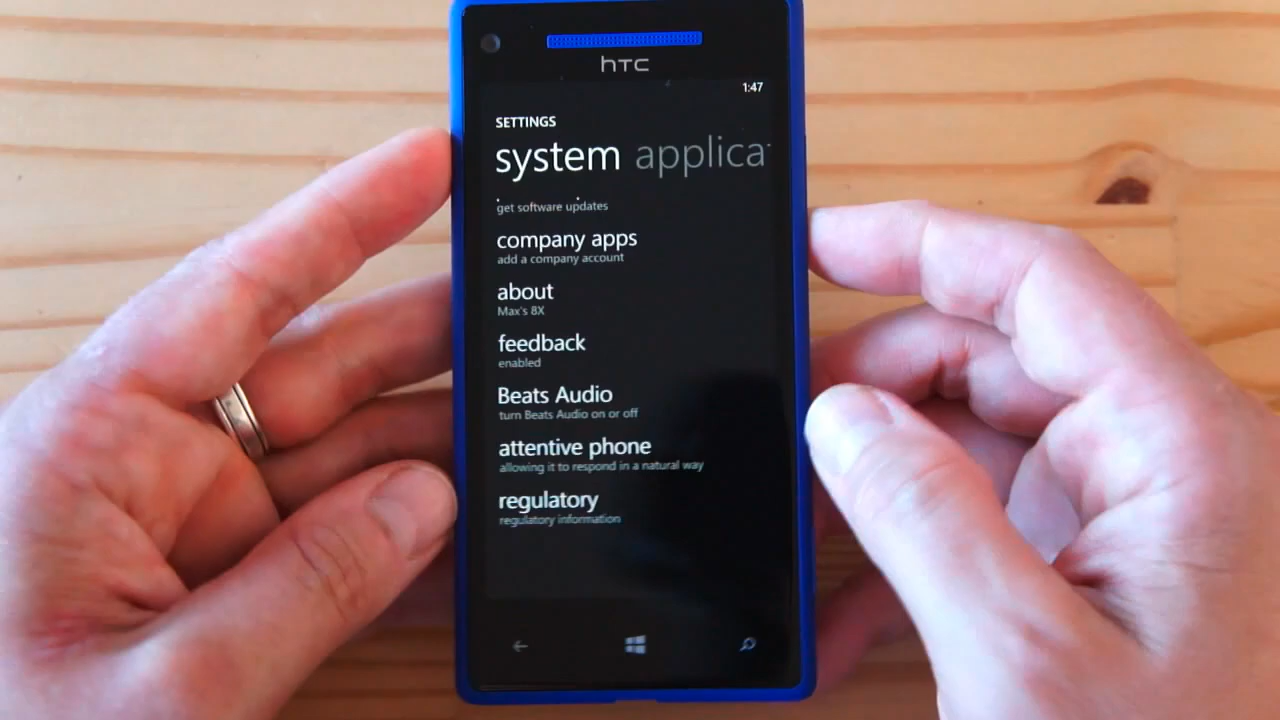 hTC
1:47
SETTINGS
system applica
get software updates
company apps
add a company account
about
Max's 8X
feedback
enabled
Beats Audio
turn Beats Audio on or off
attentive phone
allowing it to respond in a natural way
regulatory
regulatory information